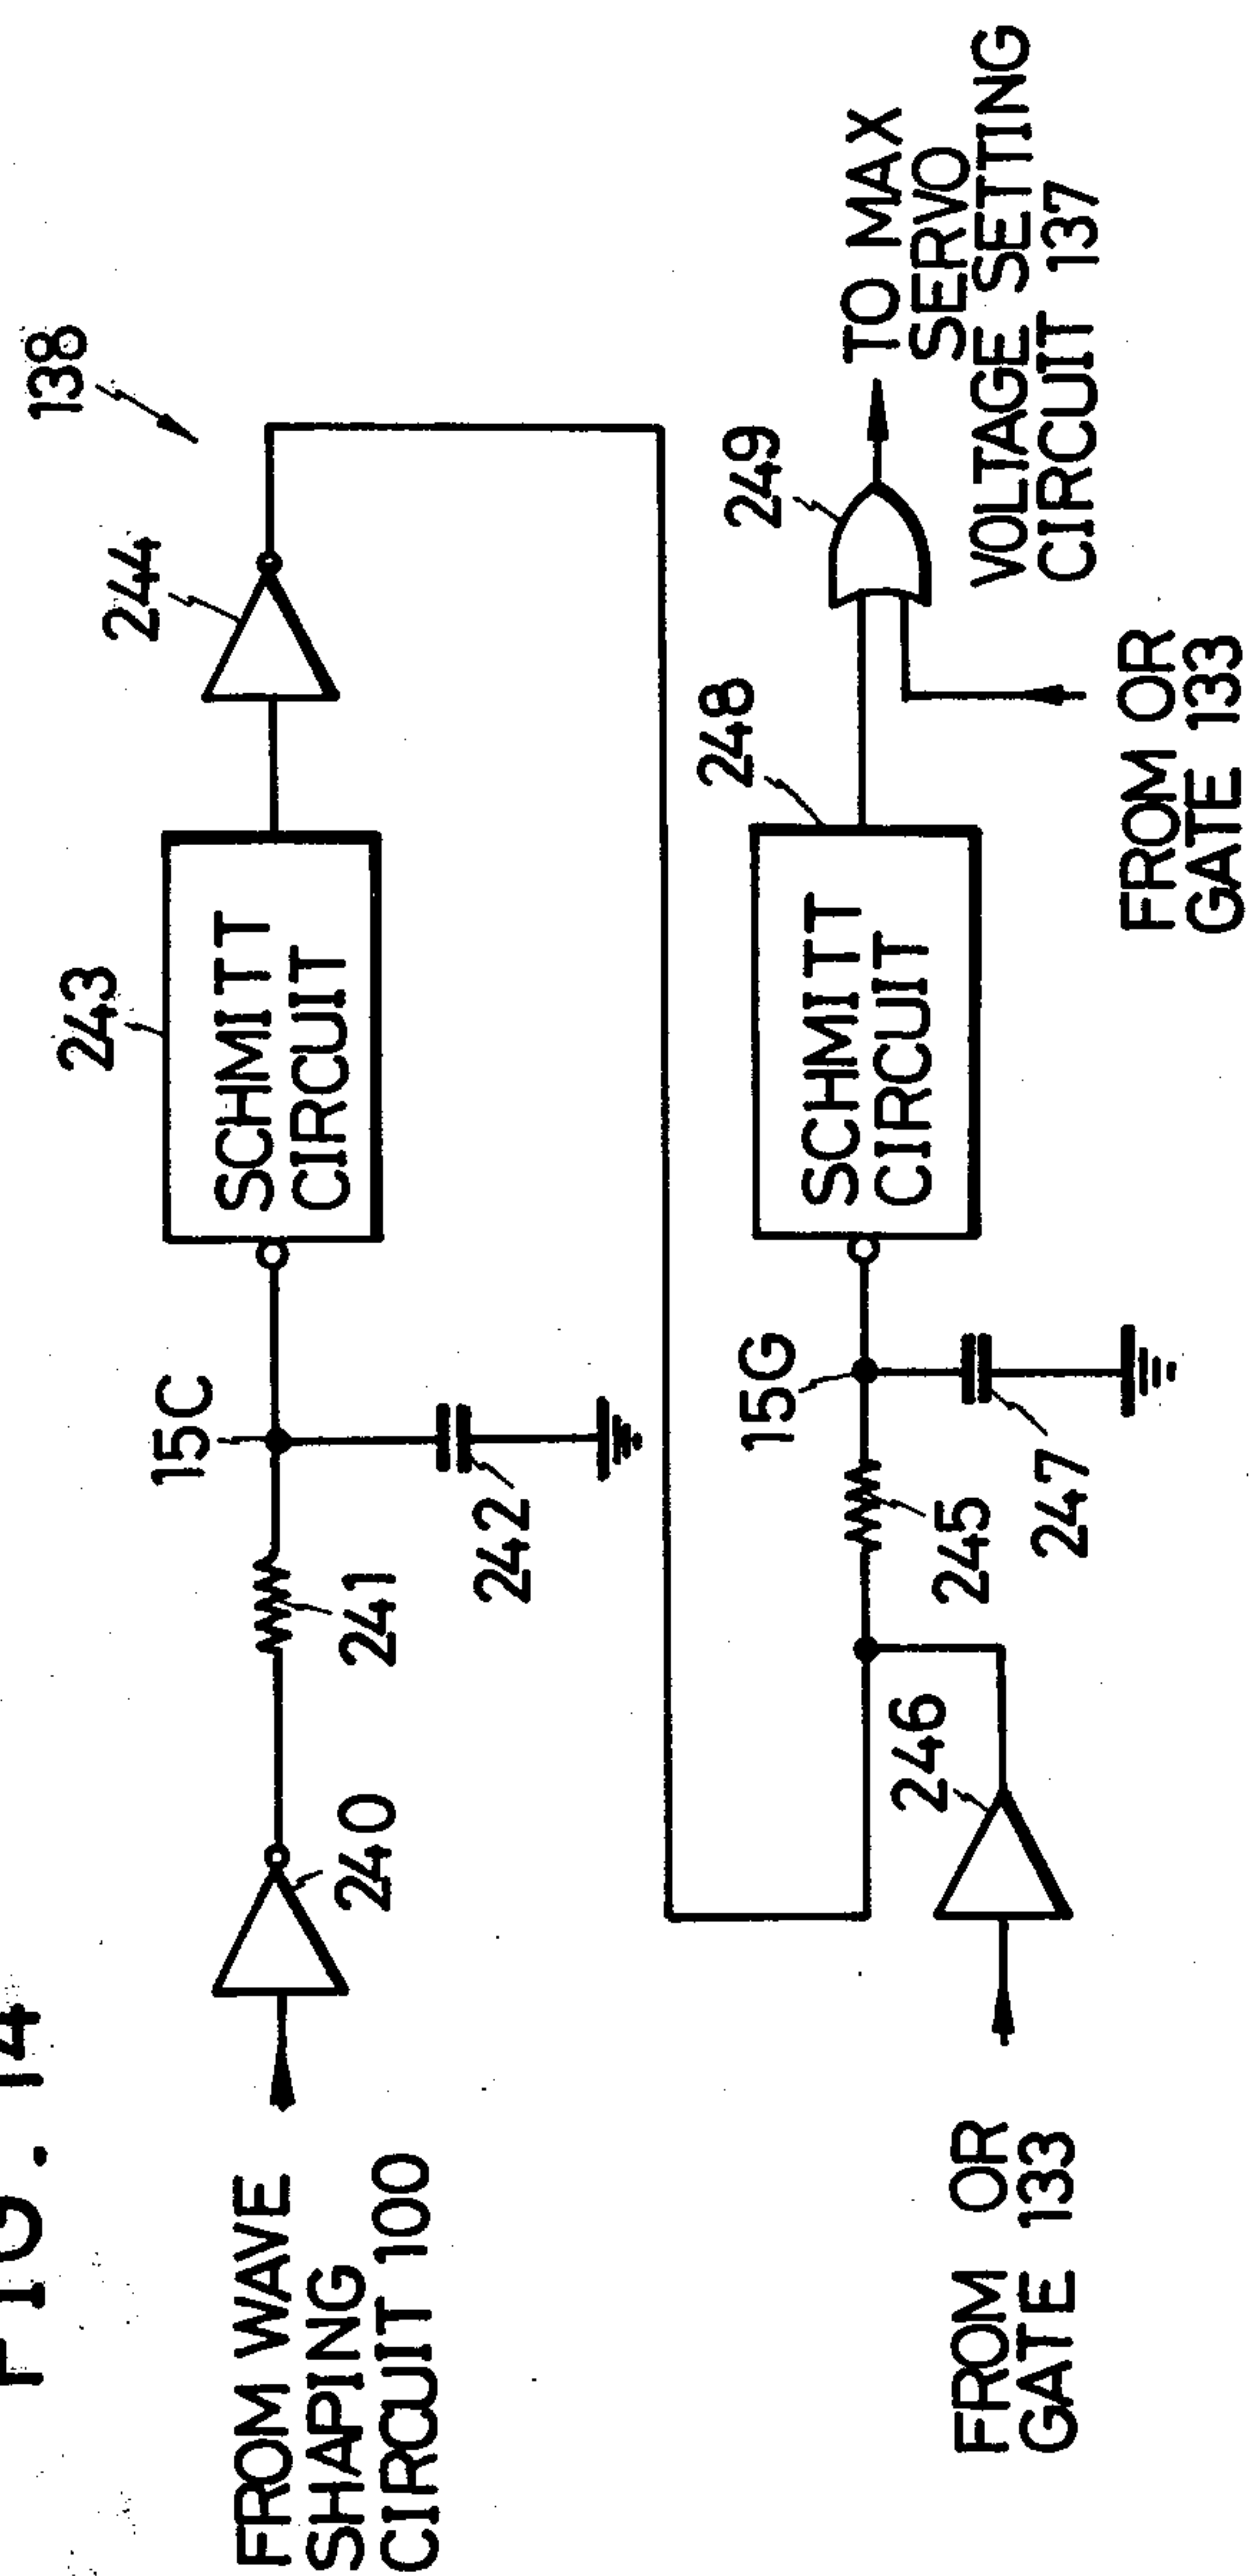 FIG. 14
138
FROM WAVE
SHAPING
CIRCUIT 100
240
241
15C
242
243
SCHMITT
CIRCUIT
244
FROM OR
GATE 133
246
245
15G
247
248
SCHMITT
CIRCUIT
249
TO MAX
SERVO
VOLTAGE SETTING
CIRCUIT 137
FROM OR
GATE 133